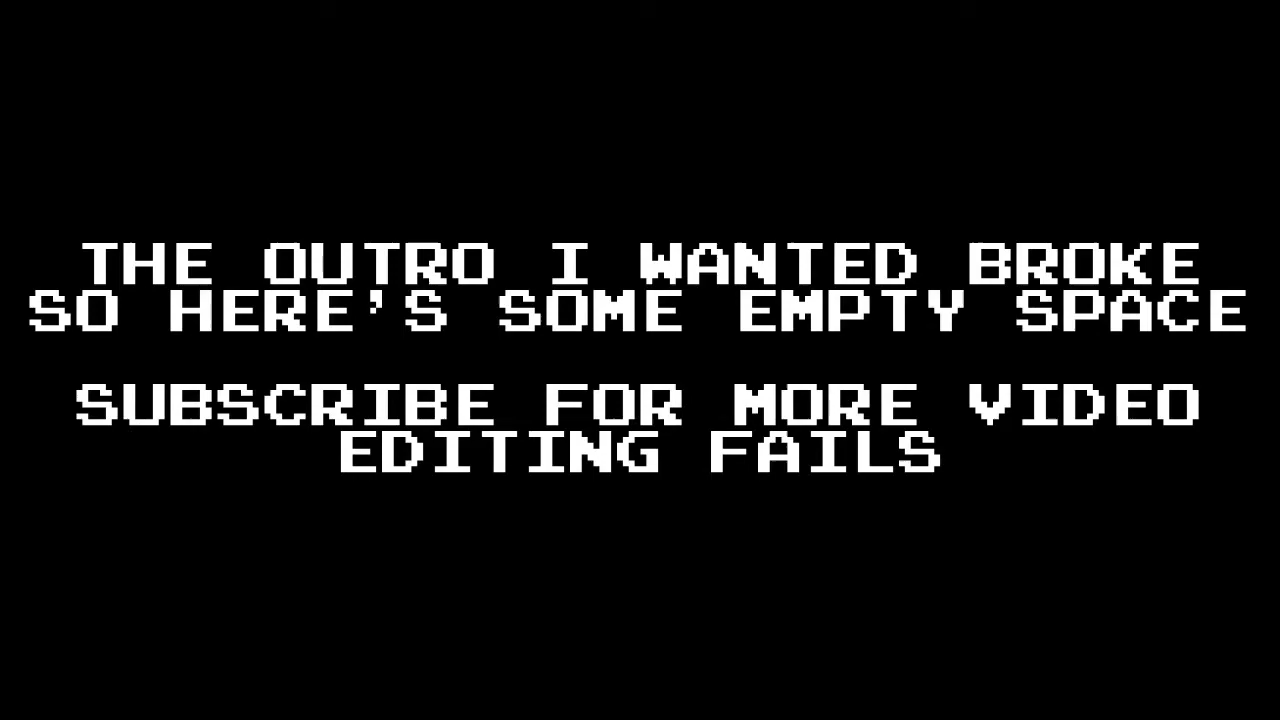 THE OUTRO I WANTED BROKE
SO HERE'S SOME EMPTY SPACE
SUBSCRIBE FOR MORE VIDEO
EDITING FAILS